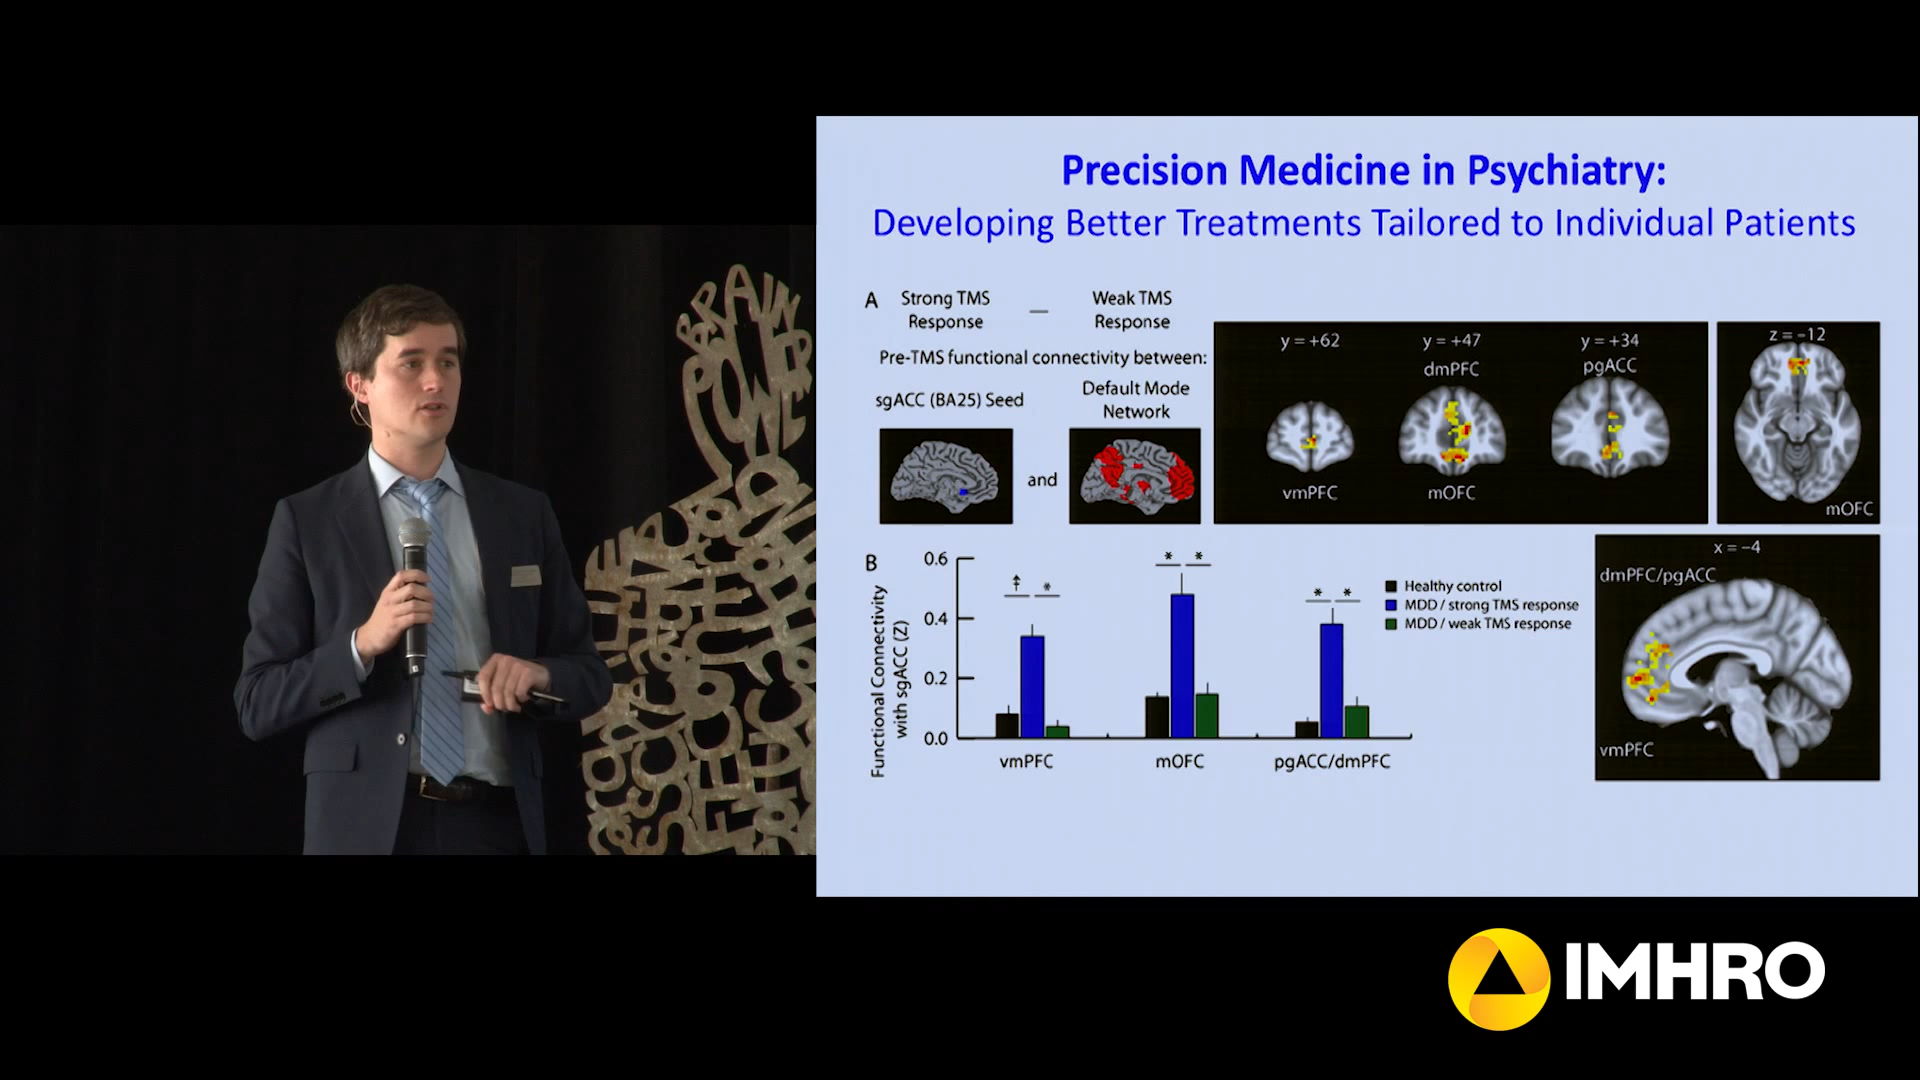 BRAIN
POWER
Precision Medicine in Psychiatry:
Developing Better Treatments Tailored to Individual Patients
A
Strong TMS
Response
—
Weak TMS
Response
Pre-TMS functional connectivity between:
sgACC (BA25) Seed
and
Default Mode
Network
y = +62
vmPFC
y = +47
dmPFC
mOFC
y = +34
pgACC
z = -12
mOFC
B
Functional Connectivity
with sgACC (Z)
0.6
0.4
0.2
0.0
‡ *
* *
* *
vmPFC
mOFC
pgACC/dmPFC
Healthy control
MDD / strong TMS response
MDD / weak TMS response
x = -4
dmPFC/pgACC
vmPFC
IMHRO